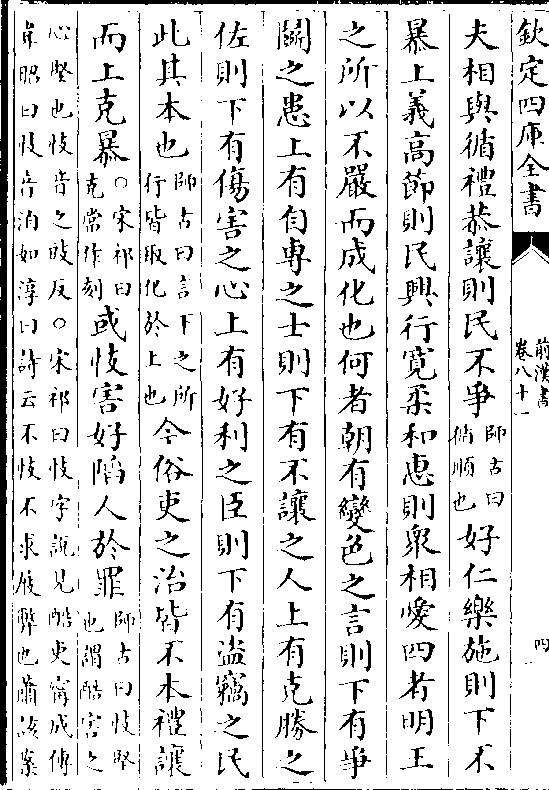 欽定四庫全書
前漢書
卷八十一
四
夫相與循禮恭讓則民不爭師古曰循順也好仁樂施則下不
暴上義高節則民興行寛柔和惠則衆相愛四者明王
之所以不嚴而成化也何者朝有變色之言則下有爭
鬬之患上有自專之士則下有不讓之人上有克勝之
佐則下有傷害之心上有好利之臣則下有盜竊之民
此其本也師古曰言下之所行皆取化於上也今俗吏之治皆不本禮讓
而上克暴○宋祁曰克當作刻或忮害好陷人於罪師古曰忮堅也謂酷害之
心堅也忮音之豉反○宋祁曰忮字説見酷吏甯成傳
韋昭曰忮音洎如淳曰詩云不忮不求忮弊也蕭該案